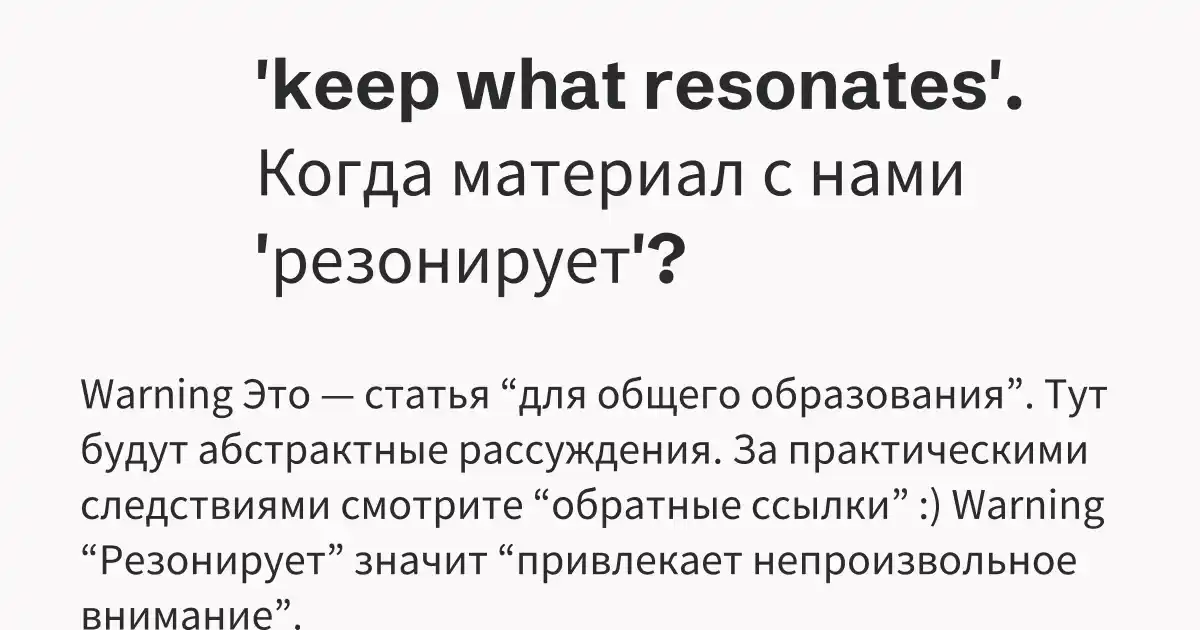 'keep what resonates'.
Когда материал с нами
'резонирует'?
Warning Это — статья “для общего образования”. Тут
будут абстрактные рассуждения. За практическими
следствиями смотрите “обратные ссылки” :) Warning
“Резонирует” значит “привлекает непроизвольное
внимание”.